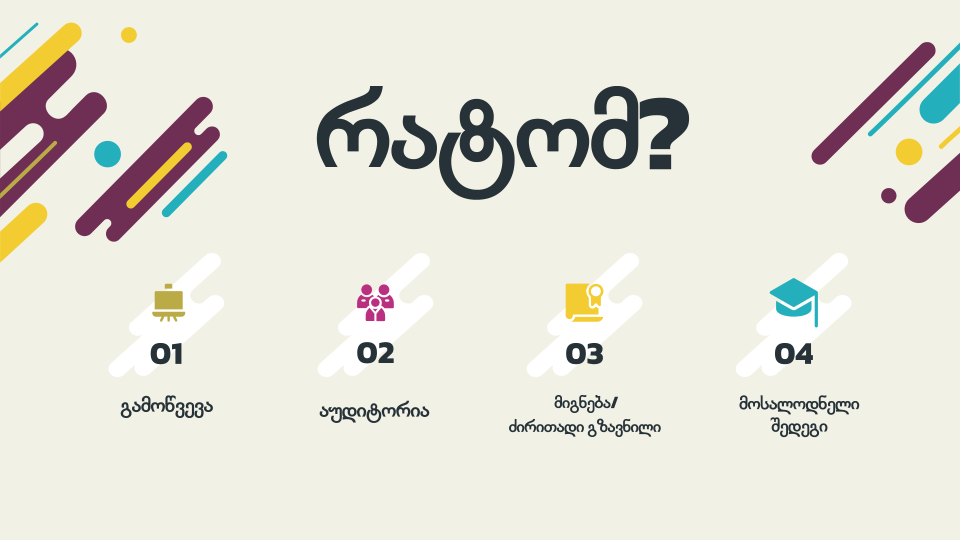 რატომ?
01
გამოწვევა
02
აუდიტორია
03
მიგნება/
ძირითადი გზავნილი
04
მოსალოდნელი
შედეგი